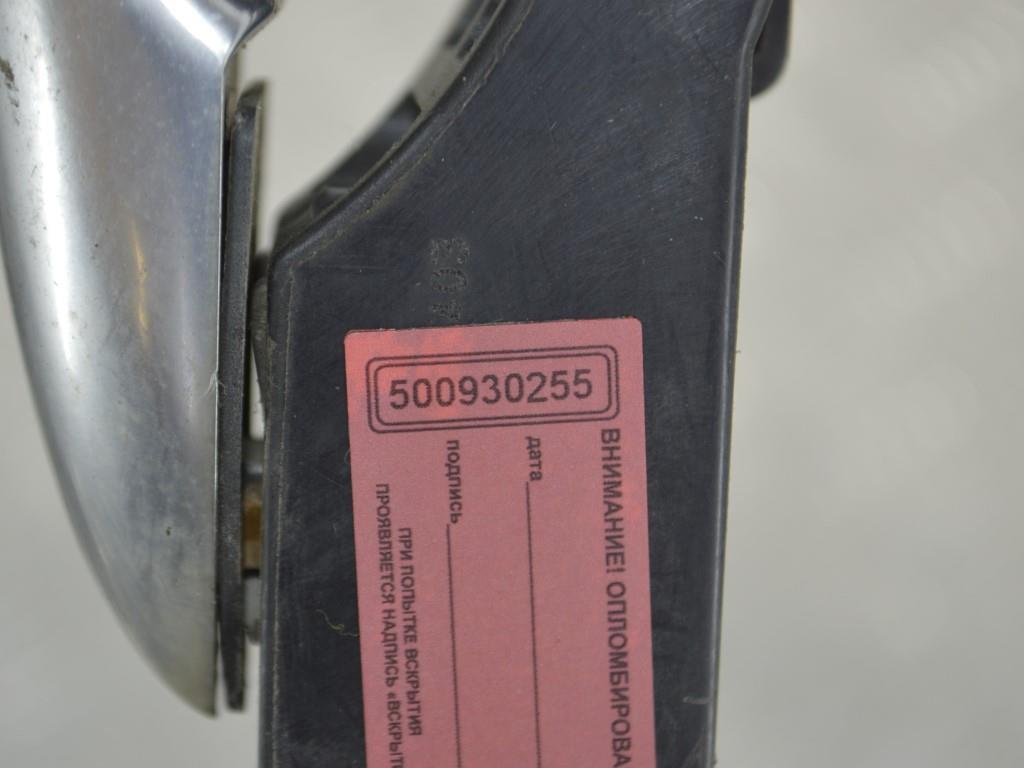 500930255
ВНИМАНИЕ! ОПЛОМБИРОВА
дата
подпись
ПРИ ПОПЫТКЕ ВСКРЫТИЯ
ПРОЯВЛЯЕТСЯ НАДПИСЬ «ВСКРЫТ